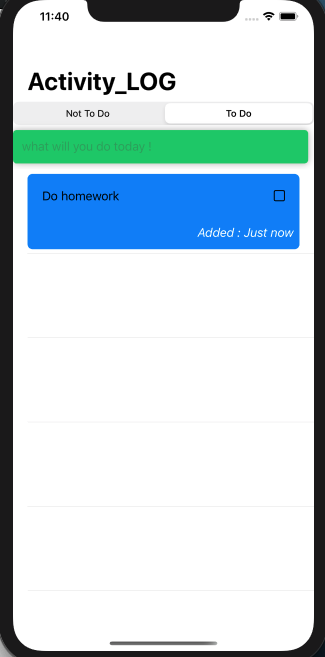 11:40
Activity_LOG
Not To Do
To Do
what will you do today !
Do homework
Added : Just now